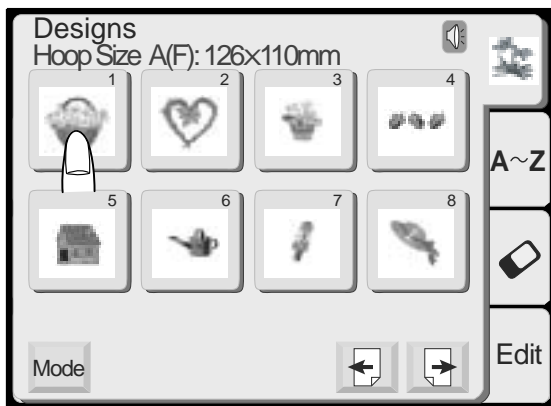 Designs
Hoop Size A(F): 126×110mm
1 2 3 4
A~Z
5 6 7 8
Mode
Edit